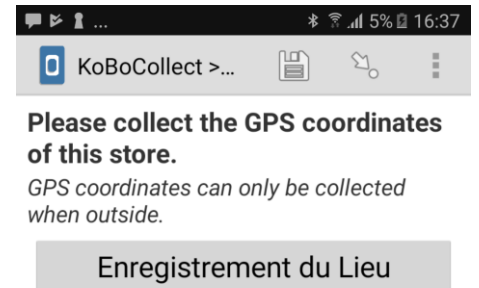 ... 5% 16:37
KoBoCollect >...
Please collect the GPS coordinates
of this store.
GPS coordinates can only be collected
when outside.
Enregistrement du Lieu